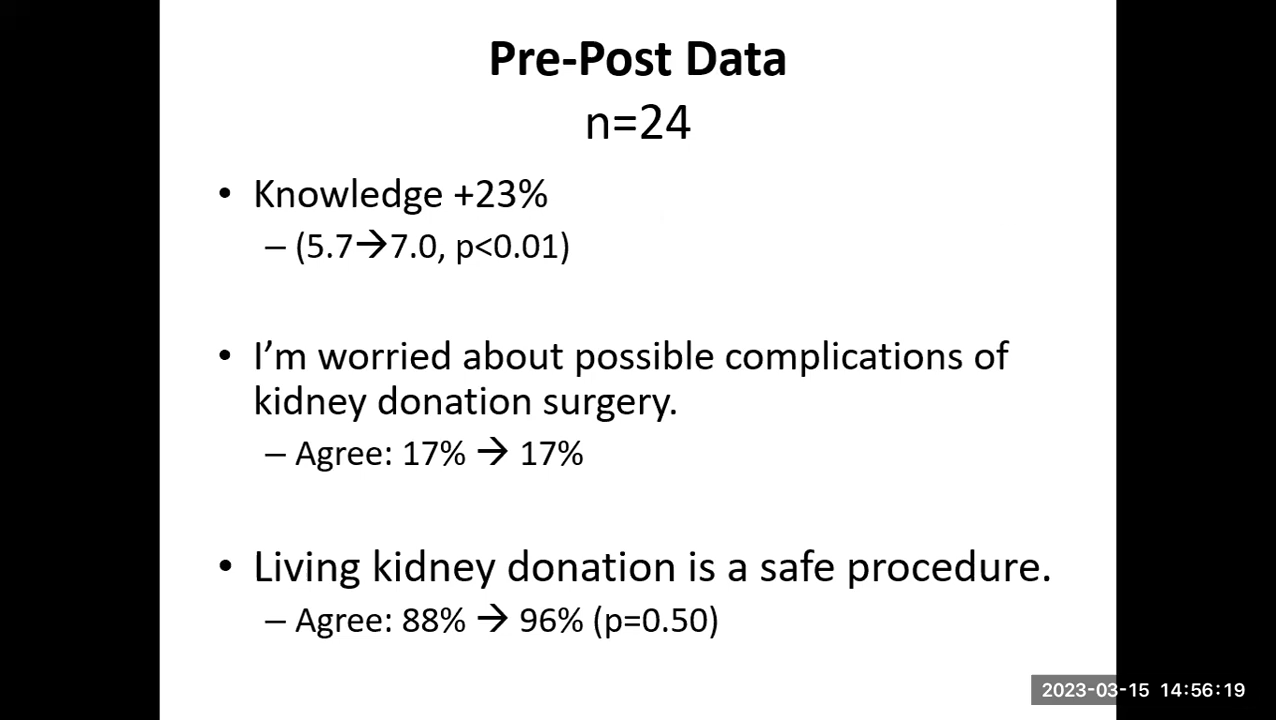 Pre-Post Data
n=24
• Knowledge +23%
– (5.7→7.0, p<0.01)
• I’m worried about possible complications of
kidney donation surgery.
– Agree: 17% → 17%
• Living kidney donation is a safe procedure.
– Agree: 88% → 96% (p=0.50)
2023-03-15 14:56:19